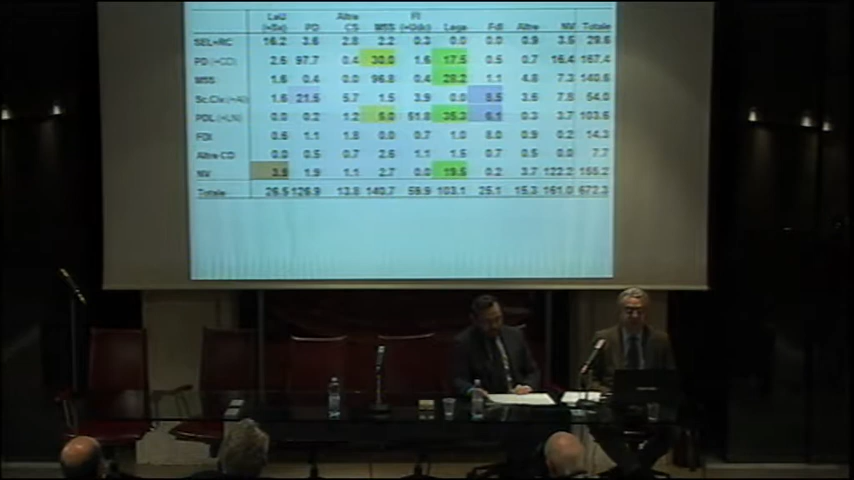 LeU Altre FI
(+Sx) PD CS M5S (+Udc) Lega FdI Altre NV Totale
SEL+RC 16.2 3.6 2.8 2.2 0.3 0.0 0.0 0.9 3.5 29.6
PD (+CD) 2.6 97.7 0.4 30.0 1.6 17.5 0.5 0.7 16.4 167.4
M5S 1.6 0.4 0.0 96.8 0.4 28.2 1.1 4.8 7.3 140.6
Sc.Civ 1.6 21.5 5.7 1.5 3.9 0.0 8.5 3.6 7.8 54.0
PDL (+LN) 0.0 0.2 1.2 5.0 51.8 35.3 6.1 0.3 3.7 103.6
FDI 0.6 1.1 1.8 0.0 0.7 1.0 8.0 0.9 0.2 14.3
Altre CD 0.0 0.5 0.7 2.6 1.1 1.5 0.7 0.5 0.0 7.7
NV 3.9 1.9 1.1 2.7 0.0 19.5 0.2 3.7 122.2 155.2
Totale 26.5 126.9 13.8 140.7 59.9 103.1 25.1 15.3 161.0 672.3